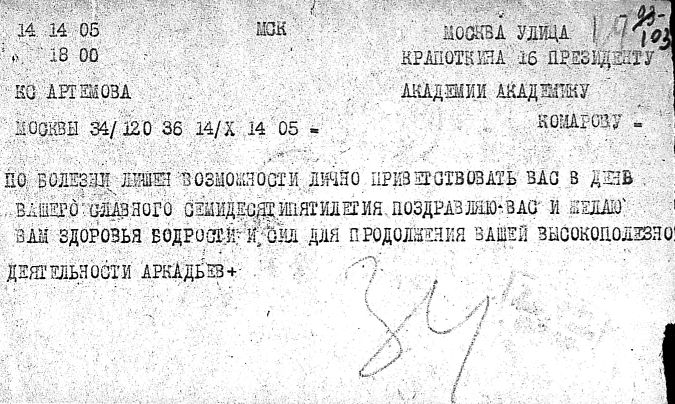 14 14 05 МСК МОСКВА УЛИЦА
" 18 00 КРАПОТКИНА 16 ПРЕЗИДЕНТУ
КС АРТЕМОВА АКАДЕМИИ АКАДЕМИКУ
МОСКВЫ 34/120 36 14/X 14 05 = КОМАРОВУ =
ПО БОЛЕЗНИ ЛИШЕН ВОЗМОЖНОСТИ ЛИЧНО ПРИВЕТСТВОВАТЬ ВАС В ДЕНЬ
ВАШЕГО СЛАВНОГО СЕМИДЕСЯТИПЯТИЛЕТИЯ ПОЗДРАВЛЯЮ ВАС И ЖЕЛАЮ
ВАМ ЗДОРОВЬЯ БОДРОСТИ И СИЛ ДЛЯ ПРОДОЛЖЕНИЯ ВАШЕЙ ВЫСОКОПОЛЕЗНО
ДЕЯТЕЛЬНОСТИ АРКАДЬЕВ+